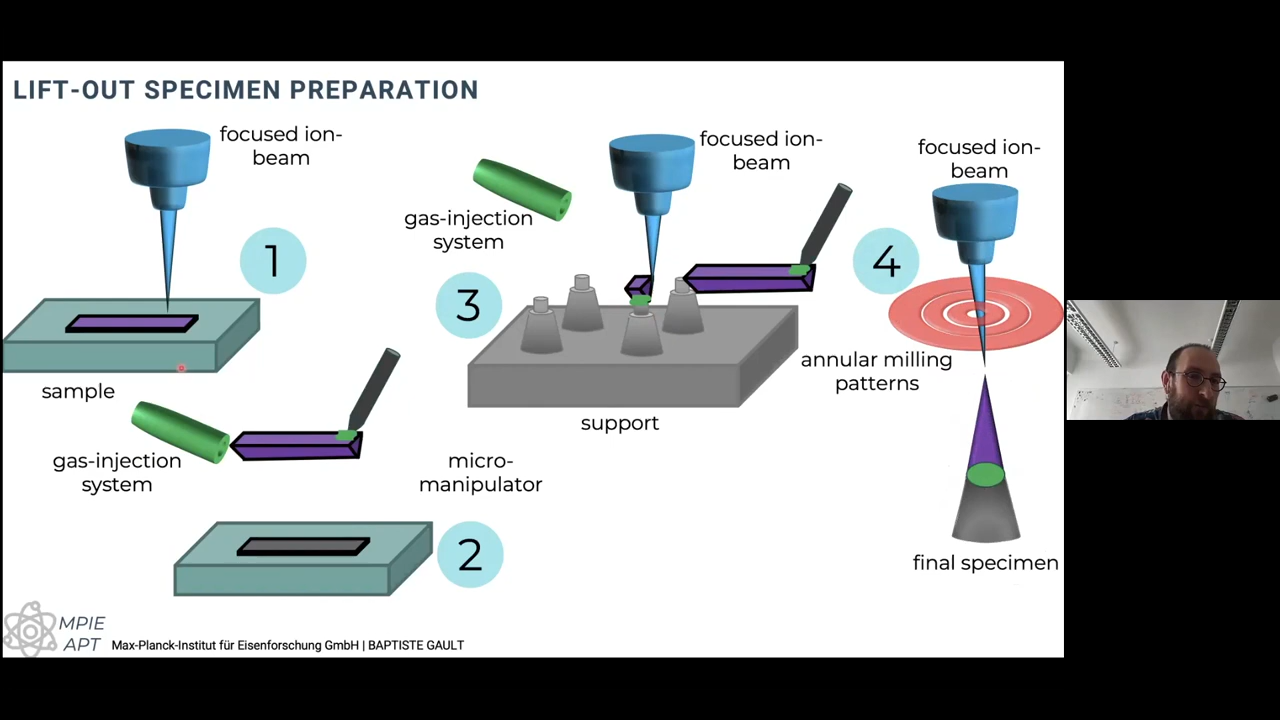 LIFT-OUT SPECIMEN PREPARATION
focused ion-
beam
1
sample
gas-injection
system
micro-
manipulator
2
gas-injection
system
focused ion-
beam
3
support
focused ion-
beam
4
annular milling
patterns
final specimen
MPIE
APT
Max-Planck-Institut für Eisenforschung GmbH | BAPTISTE GAULT